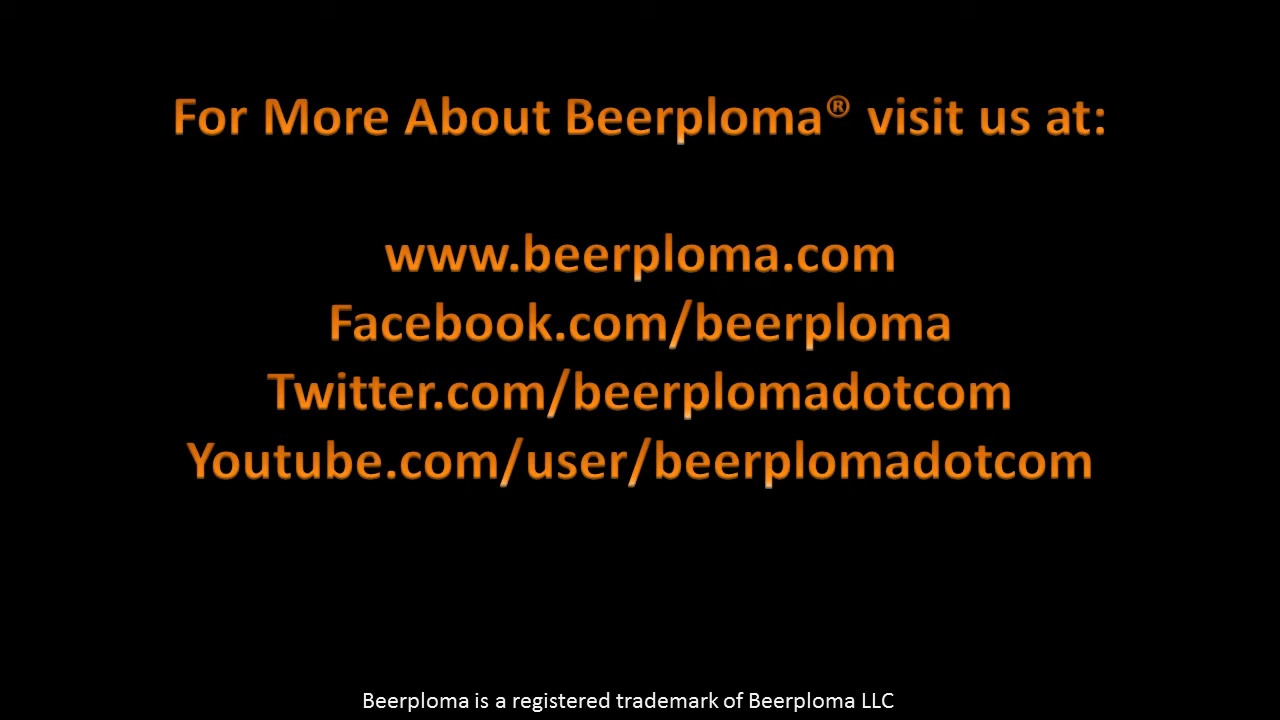 For More About Beerploma® visit us at:
www.beerploma.com
Facebook.com/beerploma
Twitter.com/beerplomadotcom
Youtube.com/user/beerplomadotcom
Beerploma is a registered trademark of Beerploma LLC